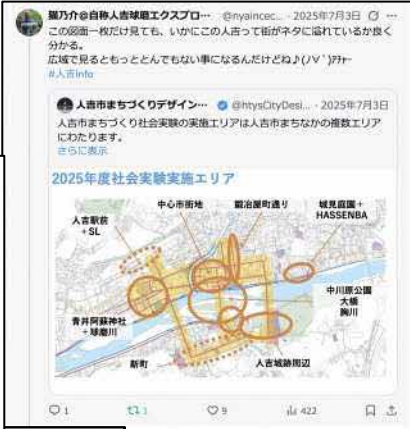 猫乃介@自称人吉球磨エクスプロ… @nyaincec… · 2025年7月3日
この図面一枚だけ見ても、いかにこの人吉って街がネタに溢れているか良く
分かる。
広域で見るともっととんでもない事になるんだけどね♪(ﾉ∀｀)ｱﾁｬｰ
#人吉info
人吉市まちづくりデザイン… @htysCityDesi… · 2025年7月3日
人吉市まちづくり社会実験の実施エリアは人吉市まちなかの複数エリア
にわたります。
さらに表示
2025年度社会実験実施エリア
中心市街地
鍛冶屋町通り
城見庭園+
HASSENBA
人吉駅前
+SL
中川原公園
大橋
胸川
青井阿蘇神社
+球磨川
新町
人吉城跡周辺
1 1 9 422